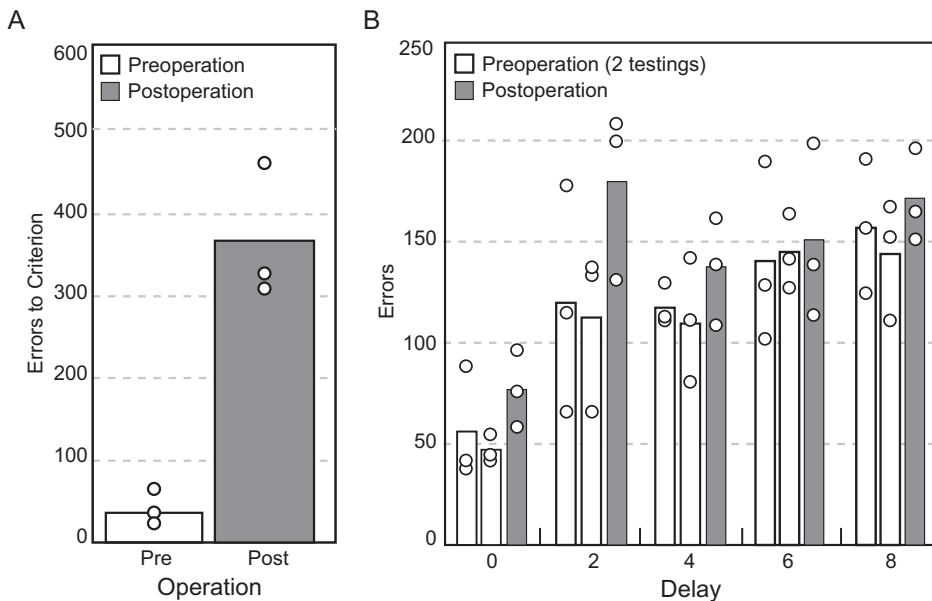 A
600
500
400
300
200
100
0
Errors to Criterion
Preoperation
Postoperation
Pre Post
Operation
B
250
200
150
100
50
0
Errors
Preoperation (2 testings)
Postoperation
0 2 4 6 8
Delay